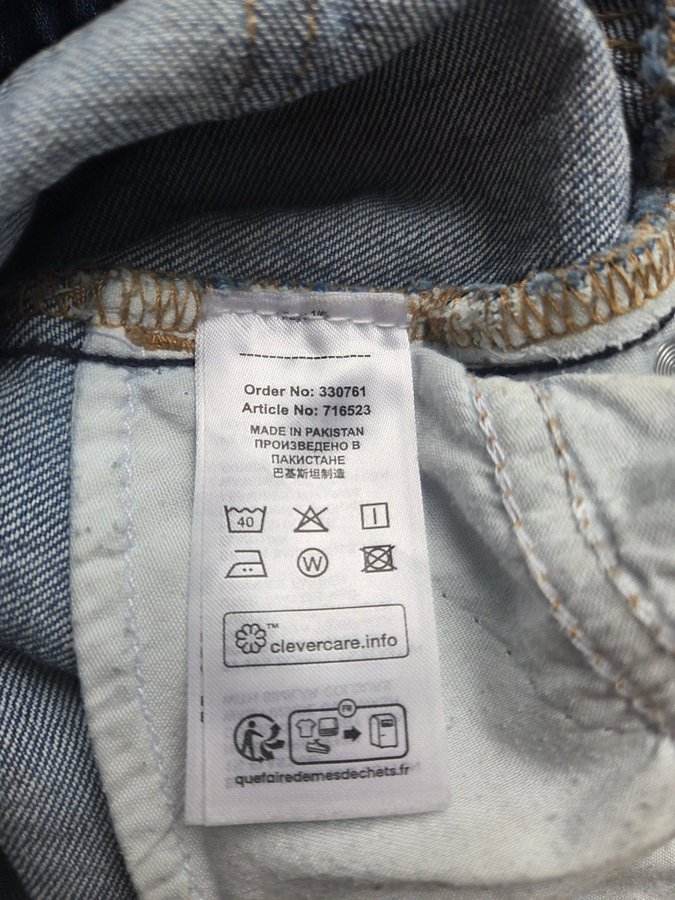 Order No: 330761
Article No: 716523
MADE IN PAKISTAN
ПРОИЗВЕДЕНО В
ПАКИСТАНЕ
巴基斯坦制造
40
W
™
clevercare.info
FR
quefairedemesdechets.fr